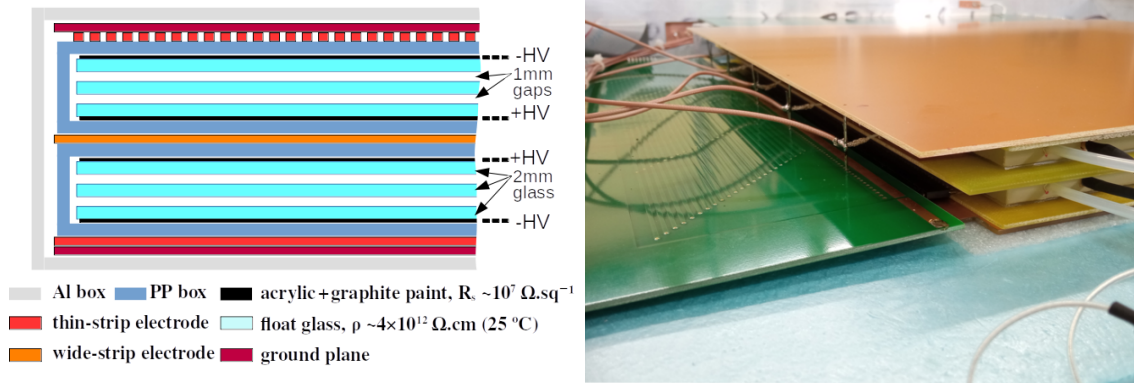 -HV
1mm
gaps
+HV
+HV
2mm
glass
-HV
Al box PP box acrylic+graphite paint, Rₛ ~10⁷ Ω.sq⁻¹
thin-strip electrode float glass, ρ ~4×10¹² Ω.cm (25 ºC)
wide-strip electrode ground plane